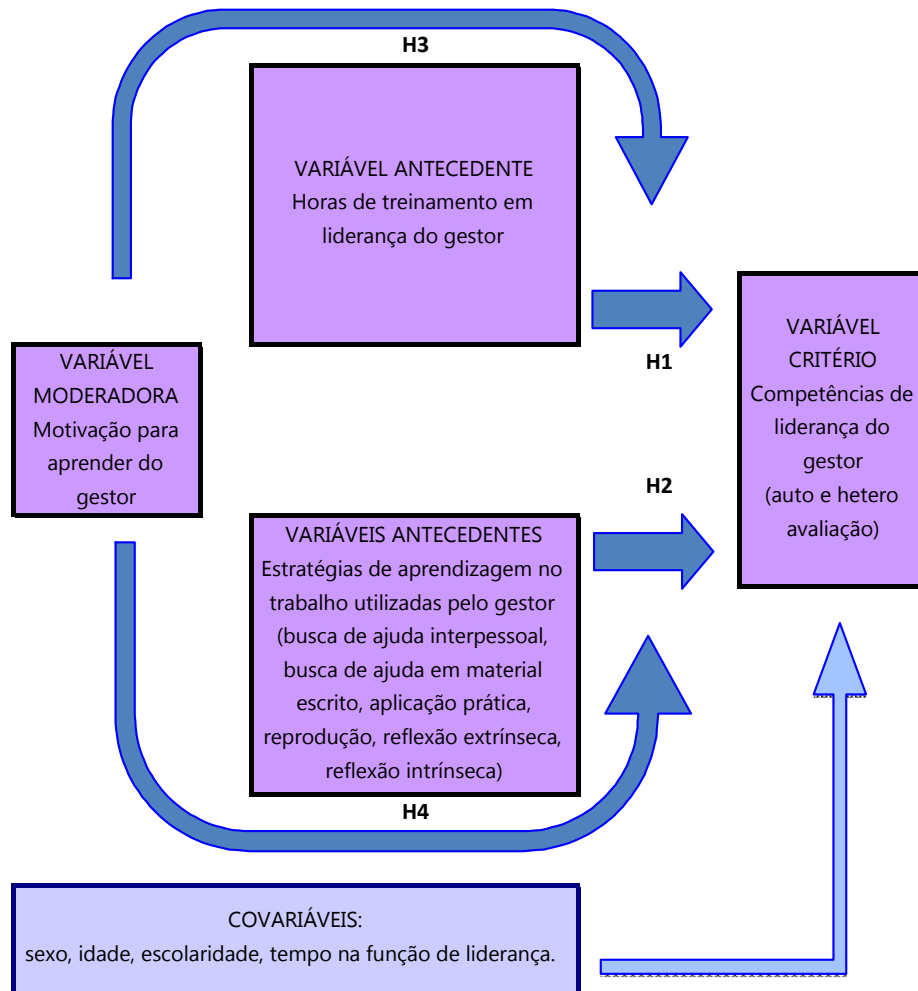 H3
VARIÁVEL ANTECEDENTE
Horas de treinamento em
liderança do gestor
H1
VARIÁVEL
MODERADORA
Motivação para
aprender do
gestor
VARIÁVEL
CRITÉRIO
Competências de
liderança do
gestor
(auto e hetero
avaliação)
H2
VARIÁVEIS ANTECEDENTES
Estratégias de aprendizagem no
trabalho utilizadas pelo gestor
(busca de ajuda interpessoal,
busca de ajuda em material
escrito, aplicação prática,
reprodução, reflexão extrínseca,
reflexão intrínseca)
H4
COVARIÁVEIS:
sexo, idade, escolaridade, tempo na função de liderança.